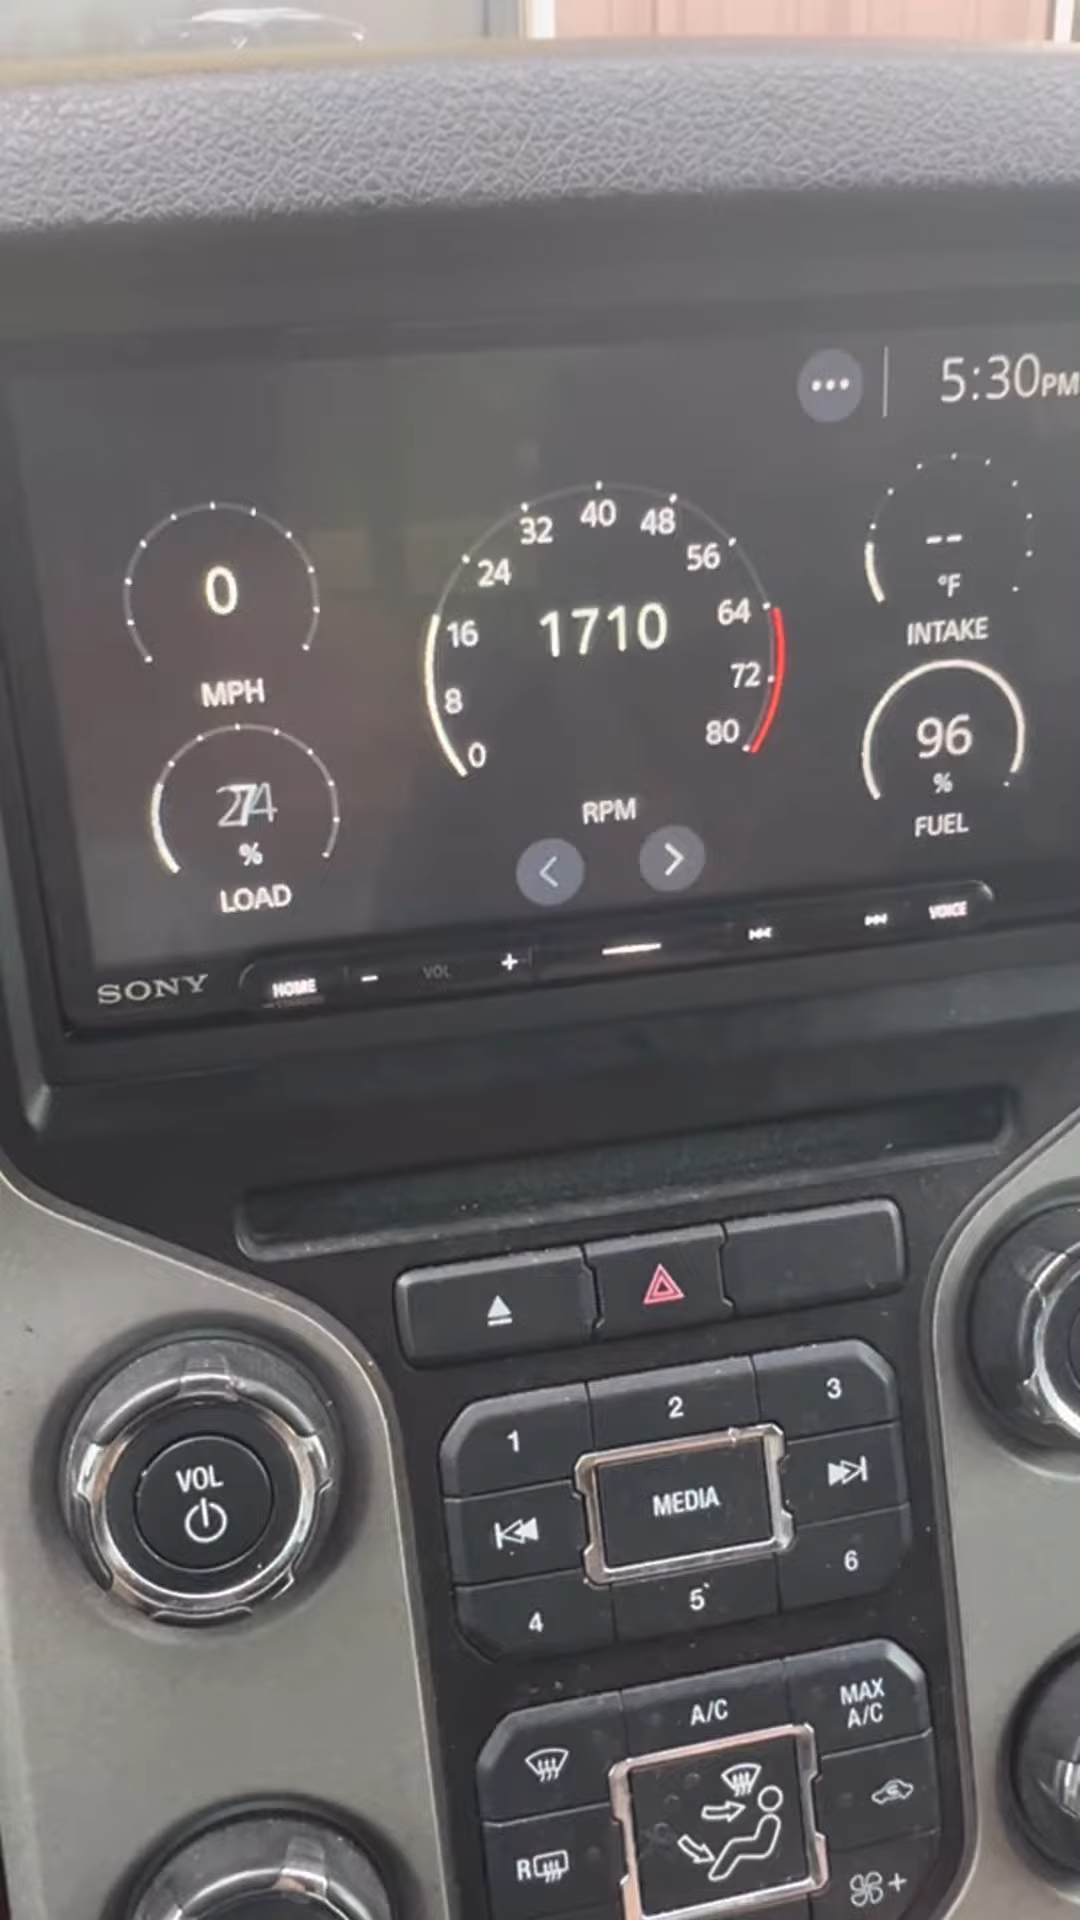 5:30PM
32 40 48
24 56
16 64
8 72
0 80
1710
RPM
0
MPH
%
LOAD
--
°F
INTAKE
96
%
FUEL
SONY HOME - VOL + VOICE
1 2 3
MEDIA
4 5 6
VOL
A/C MAX
A/C
R
+